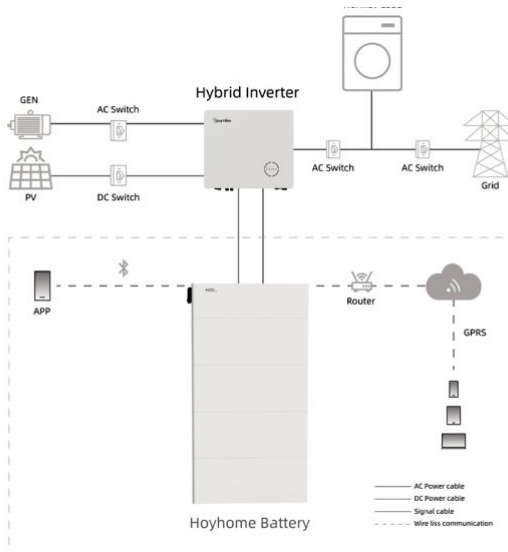 Hybrid Inverter
GEN
AC Switch
AC Switch
AC Switch
Grid
PV
DC Switch
APP
Router
GPRS
AC Power cable
DC Power cable
Signal cable
Wire liss communication
Hoyhome Battery